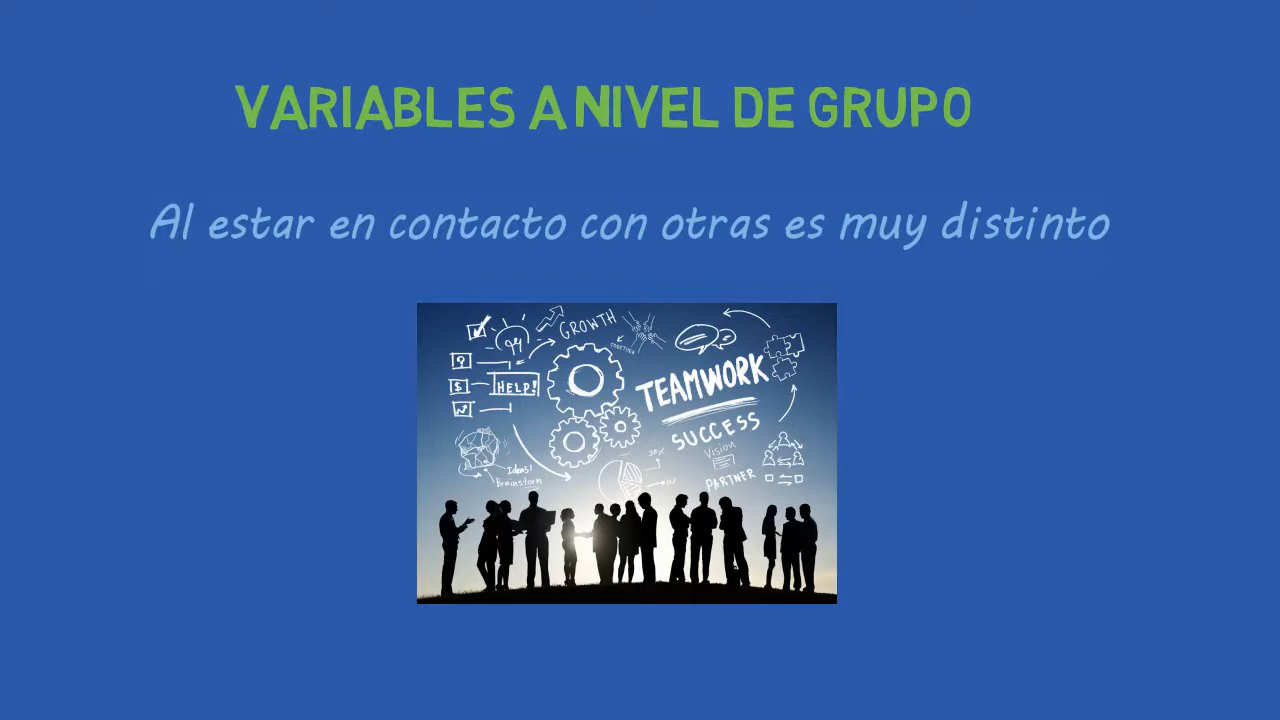 VARIABLES A NIVEL DE GRUPO
Al estar en contacto con otras es muy distinto
GROWTH
TOGETHER
?
HELP!
$
TEAMWORK
SUCCESS
Vision
Ideas!
Brainstorm
PARTNER